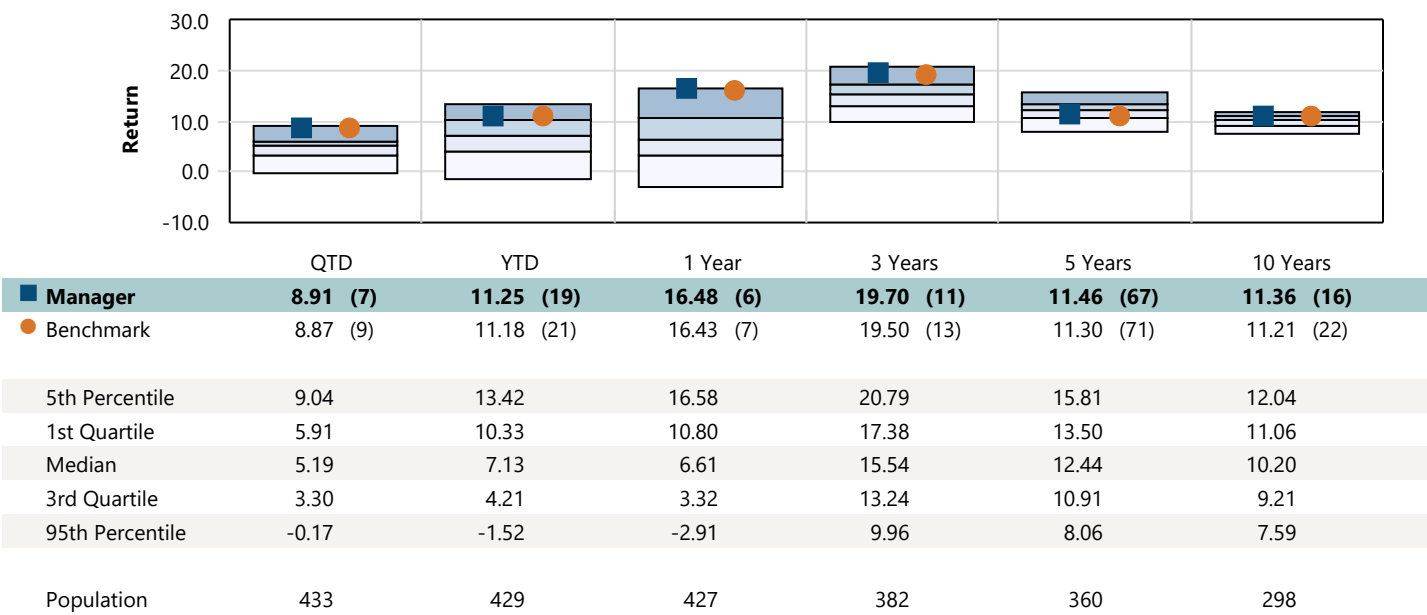 30.0
20.0
10.0
0.0
-10.0
Return
QTD YTD 1 Year 3 Years 5 Years 10 Years
Manager 8.91 (7) 11.25 (19) 16.48 (6) 19.70 (11) 11.46 (67) 11.36 (16)
Benchmark 8.87 (9) 11.18 (21) 16.43 (7) 19.50 (13) 11.30 (71) 11.21 (22)
5th Percentile 9.04 13.42 16.58 20.79 15.81 12.04
1st Quartile 5.91 10.33 10.80 17.38 13.50 11.06
Median 5.19 7.13 6.61 15.54 12.44 10.20
3rd Quartile 3.30 4.21 3.32 13.24 10.91 9.21
95th Percentile -0.17 -1.52 -2.91 9.96 8.06 7.59
Population 433 429 427 382 360 298